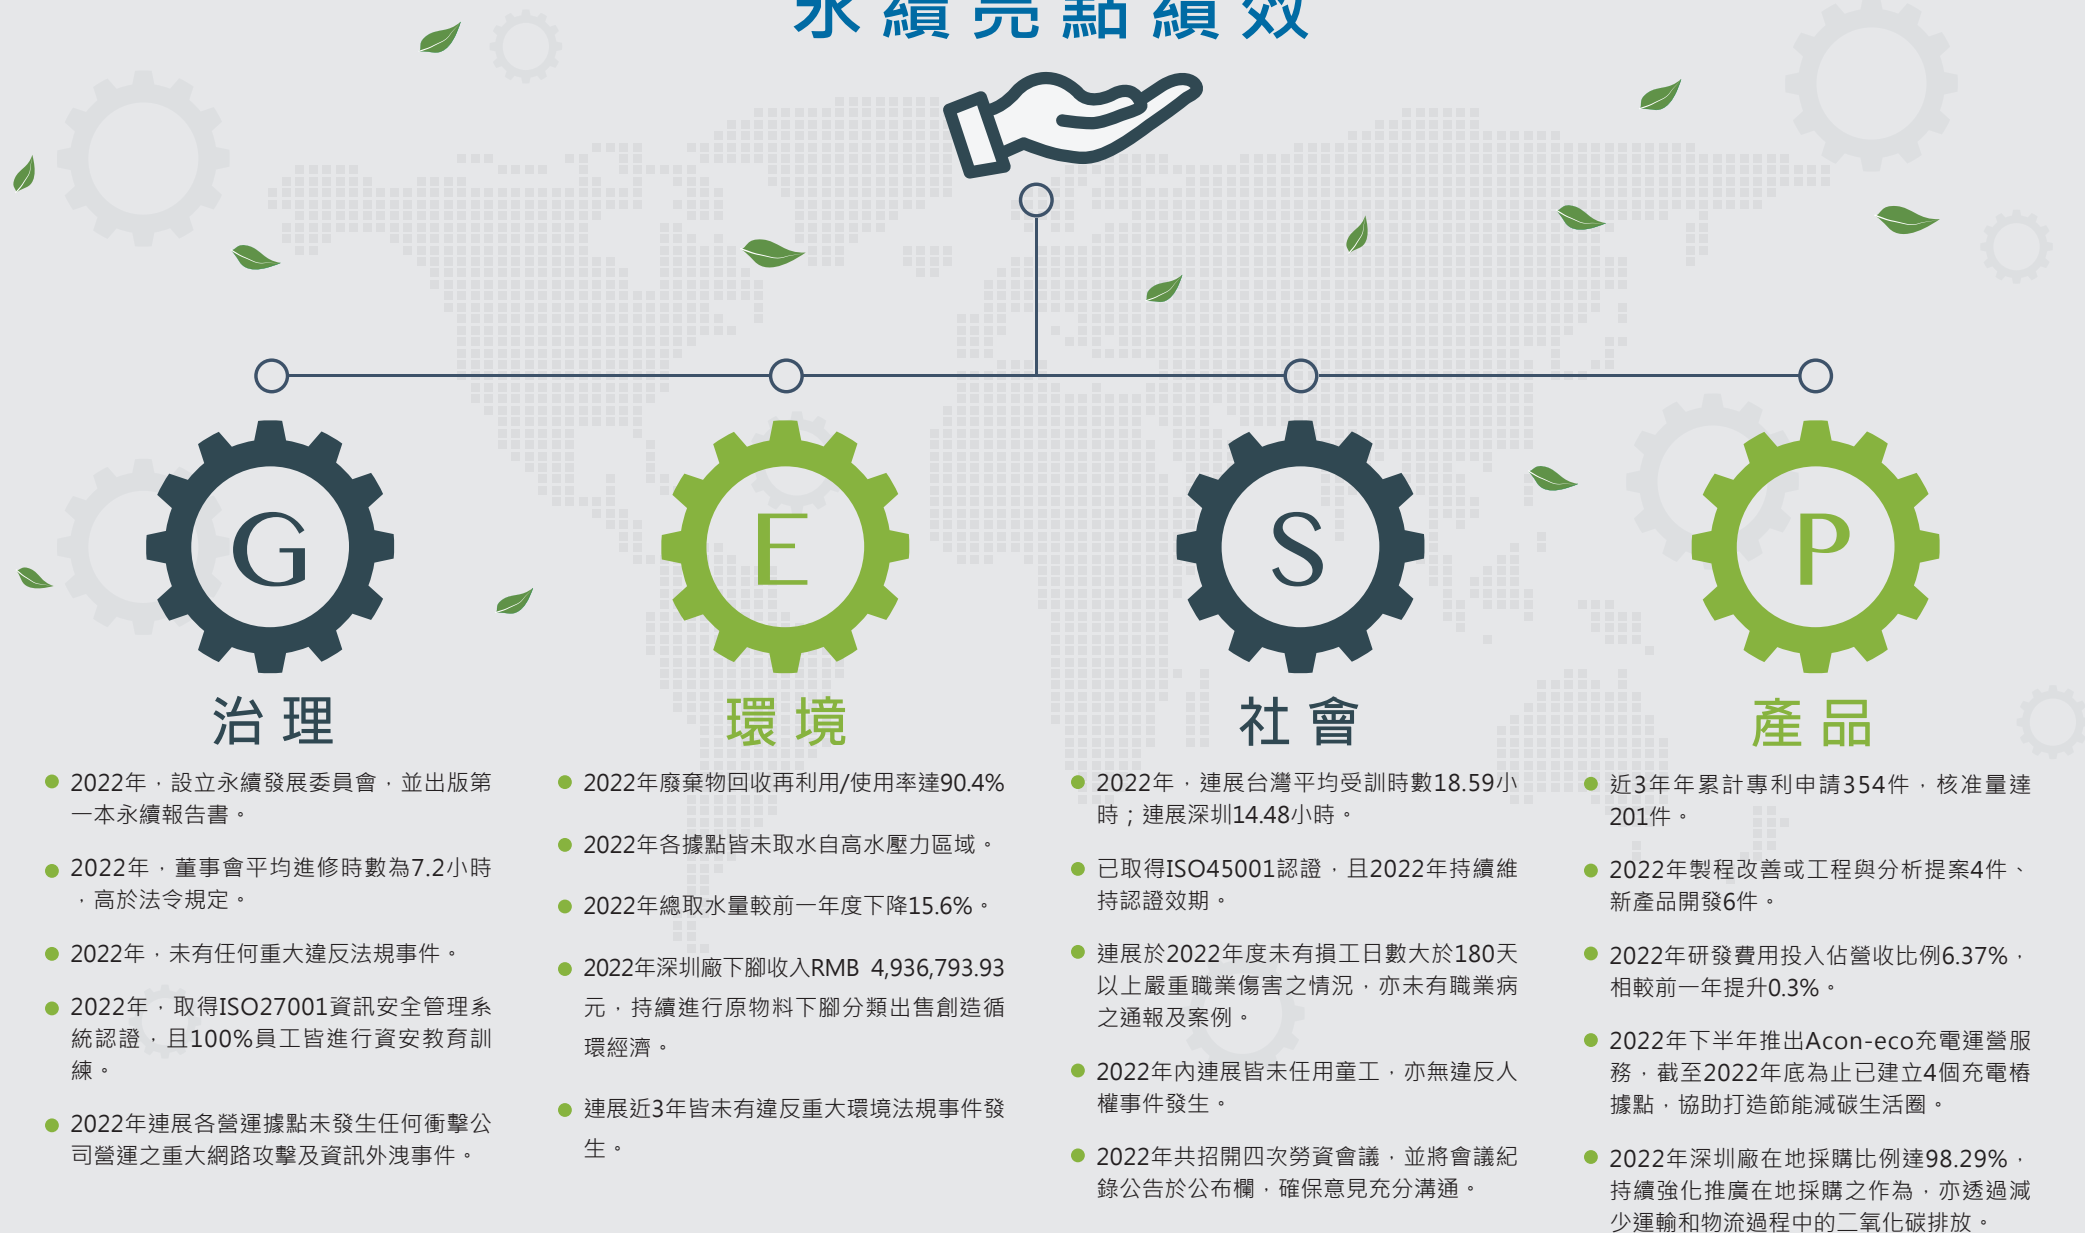 永續亮點績效
G
治理
2022年，設立永續發展委員會，並出版第
一本永續報告書。
2022年，董事會平均進修時數為7.2小時
，高於法令規定。
2022年，未有任何重大違反法規事件。
2022年，取得ISO27001資訊安全管理系
統認證，且100%員工皆進行資安教育訓
練。
2022年連展各營運據點未發生任何衝擊公
司營運之重大網路攻擊及資訊外洩事件。
E
環境
2022年廢棄物回收再利用/使用率達90.4%
2022年各據點皆未取水自高水壓力區域。
2022年總取水量較前一年度下降15.6%。
2022年深圳廠下腳收入RMB 4,936,793.93
元，持續進行原物料下腳分類出售創造循
環經濟。
連展近3年皆未有違反重大環境法規事件發
生。
S
社會
2022年，連展台灣平均受訓時數18.59小
時；連展深圳14.48小時。
已取得ISO45001認證，且2022年持續維
持認證效期。
連展於2022年度未有損工日數大於180天
以上嚴重職業傷害之情況，亦未有職業病
之通報及案例。
2022年內連展皆未任用童工，亦無違反人
權事件發生。
2022年共招開四次勞資會議，並將會議紀
錄公告於公布欄，確保意見充分溝通。
P
產品
近3年年累計專利申請354件，核准量達
201件。
2022年製程改善或工程與分析提案4件、
新產品開發6件。
2022年研發費用投入佔營收比例6.37%，
相較前一年提升0.3%。
2022年下半年推出Acon-eco充電運營服
務，截至2022年底為止已建立4個充電樁
據點，協助打造節能減碳生活圈。
2022年深圳廠在地採購比例達98.29%，
持續強化推廣在地採購之作為，亦透過減
少運輸和物流過程中的二氧化碳排放。